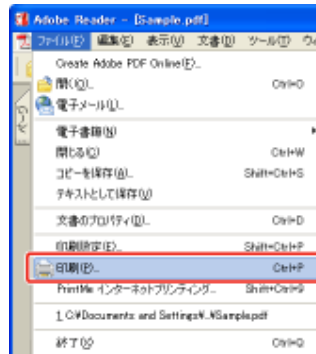 Adobe Reader - [Sample.pdf]
ファイル(F) 編集(E) 表示(V) 文書(D) ツール(T) ウィ
Create Adobe PDF Online(F)...
開く(O)... Ctrl+O
電子メール(L)...
電子書籍(N)
閉じる(C) Ctrl+W
コピーを保存(A)... Shift+Ctrl+S
テキストとして保存(V)
文書のプロパティ(D)... Ctrl+D
印刷設定(E)... Shift+Ctrl+P
印刷(P)... Ctrl+P
PrintMe インターネットプリンティング... Shift+Ctrl+9
1 C:¥Documents and Settings¥..¥Sample.pdf
終了(X) Ctrl+Q